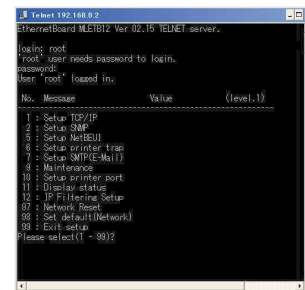 Telnet 192.168.0.2
EthernetBoard MLETB12 Ver 02.15 TELNET server.
login: root
'root' user needs password to login.
password:
User 'root' logged in.
No. Message Value (level.1)
1 : Setup TCP/IP
2 : Setup SNMP
5 : Setup NetBEUI
6 : Setup printer trap
7 : Setup SMTP(E-Mail)
9 : Maintenance
10 : Setup printer port
11 : Display status
12 : IP Filtering Setup
97 : Network Reset
98 : Set default(Network)
99 : Exit setup
Please select(1 - 99)?